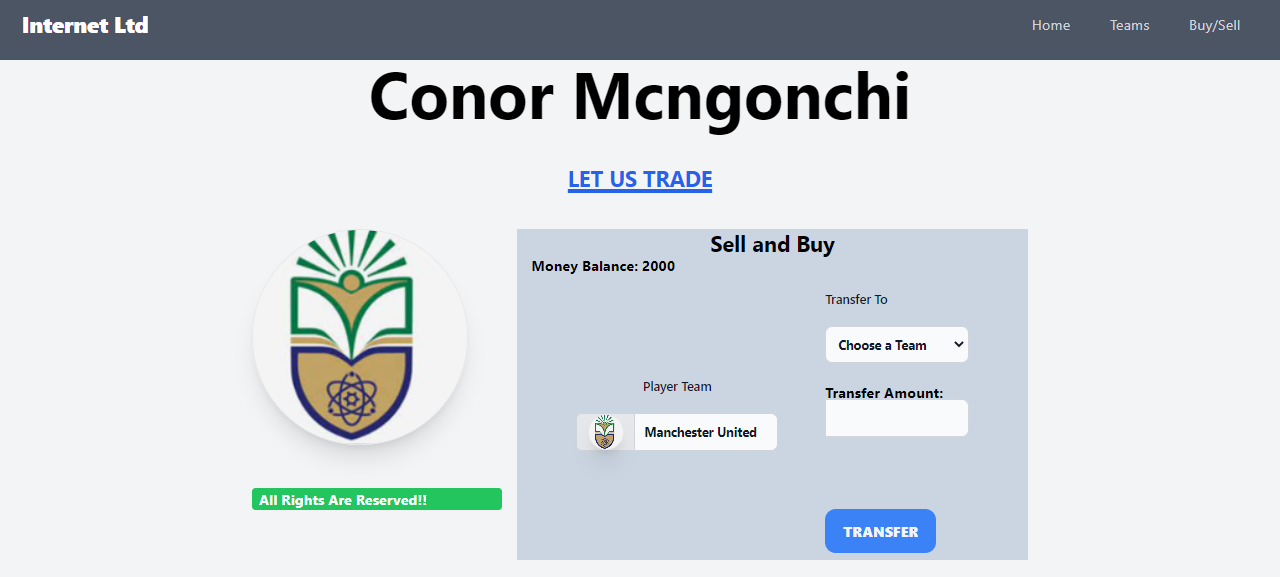 Internet Ltd
Home
Teams
Buy/Sell
Conor Mcngonchi
LET US TRADE
Sell and Buy
Money Balance: 2000
Transfer To
Choose a Team
Player Team
Manchester United
Transfer Amount:
All Rights Are Reserved!!
TRANSFER